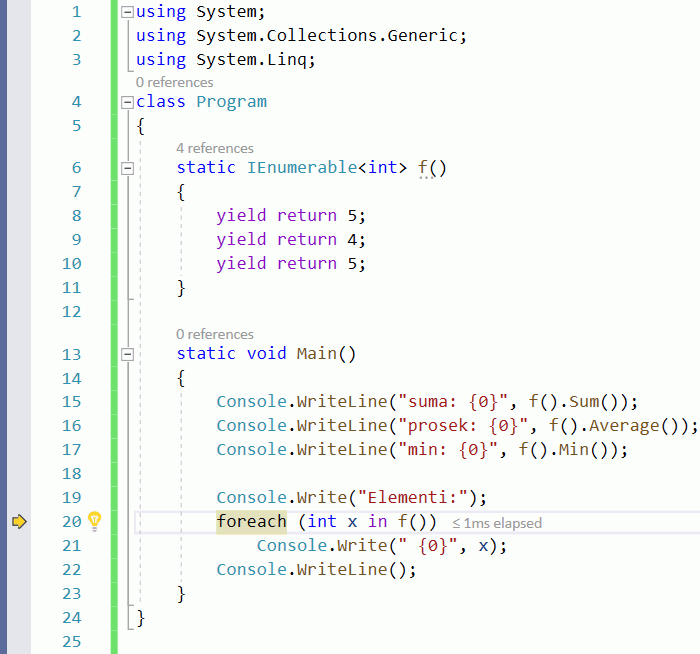 1 using System;
2 using System.Collections.Generic;
3 using System.Linq;
0 references
4 class Program
5 {
4 references
6 static IEnumerable<int> f()
7 {
8 yield return 5;
9 yield return 4;
10 yield return 5;
11 }
12
0 references
13 static void Main()
14 {
15 Console.WriteLine("suma: {0}", f().Sum());
16 Console.WriteLine("prosek: {0}", f().Average());
17 Console.WriteLine("min: {0}", f().Min());
18
19 Console.Write("Elementi:");
20 foreach (int x in f()) ≤ 1ms elapsed
21 Console.Write(" {0}", x);
22 Console.WriteLine();
23 }
24 }
25